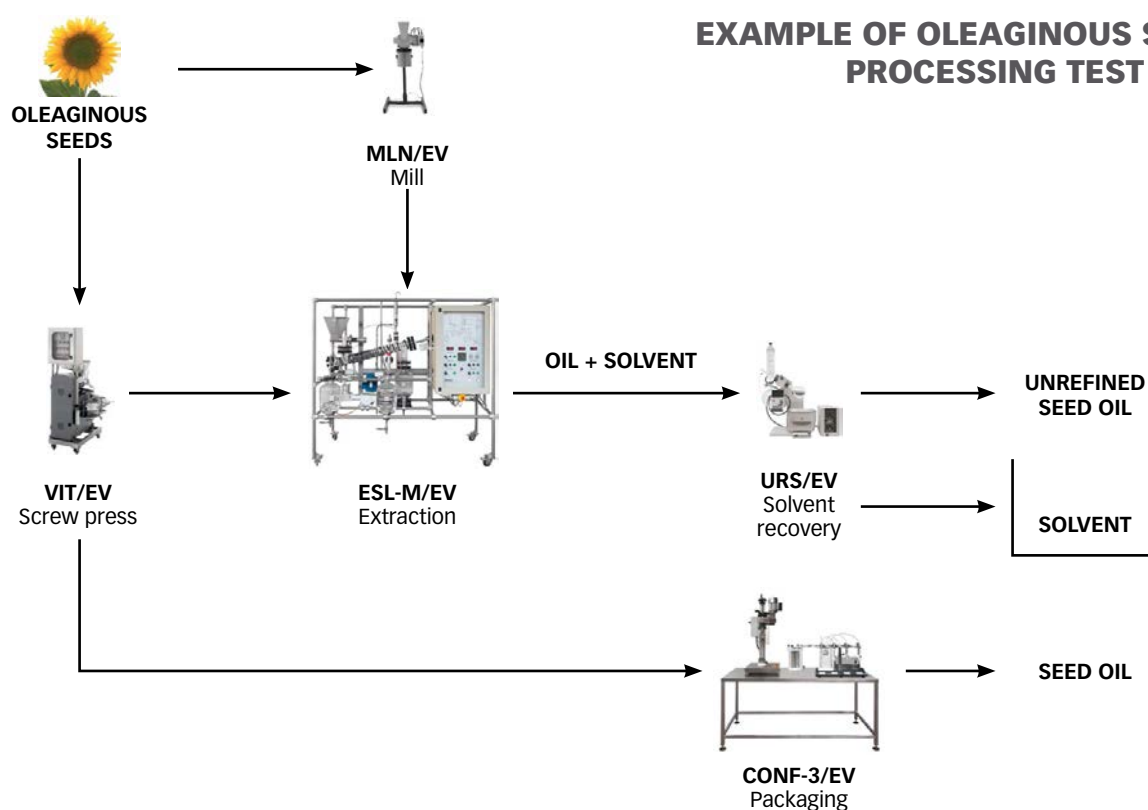 EXAMPLE OF OLEAGINOUS
PROCESSING TEST
OLEAGINOUS
SEEDS
MLN/EV
Mill
OIL + SOLVENT
UNREFINED
SEED OIL
VIT/EV
Screw press
ESL-M/EV
Extraction
URS/EV
Solvent
recovery
SOLVENT
SEED OIL
CONF-3/EV
Packaging